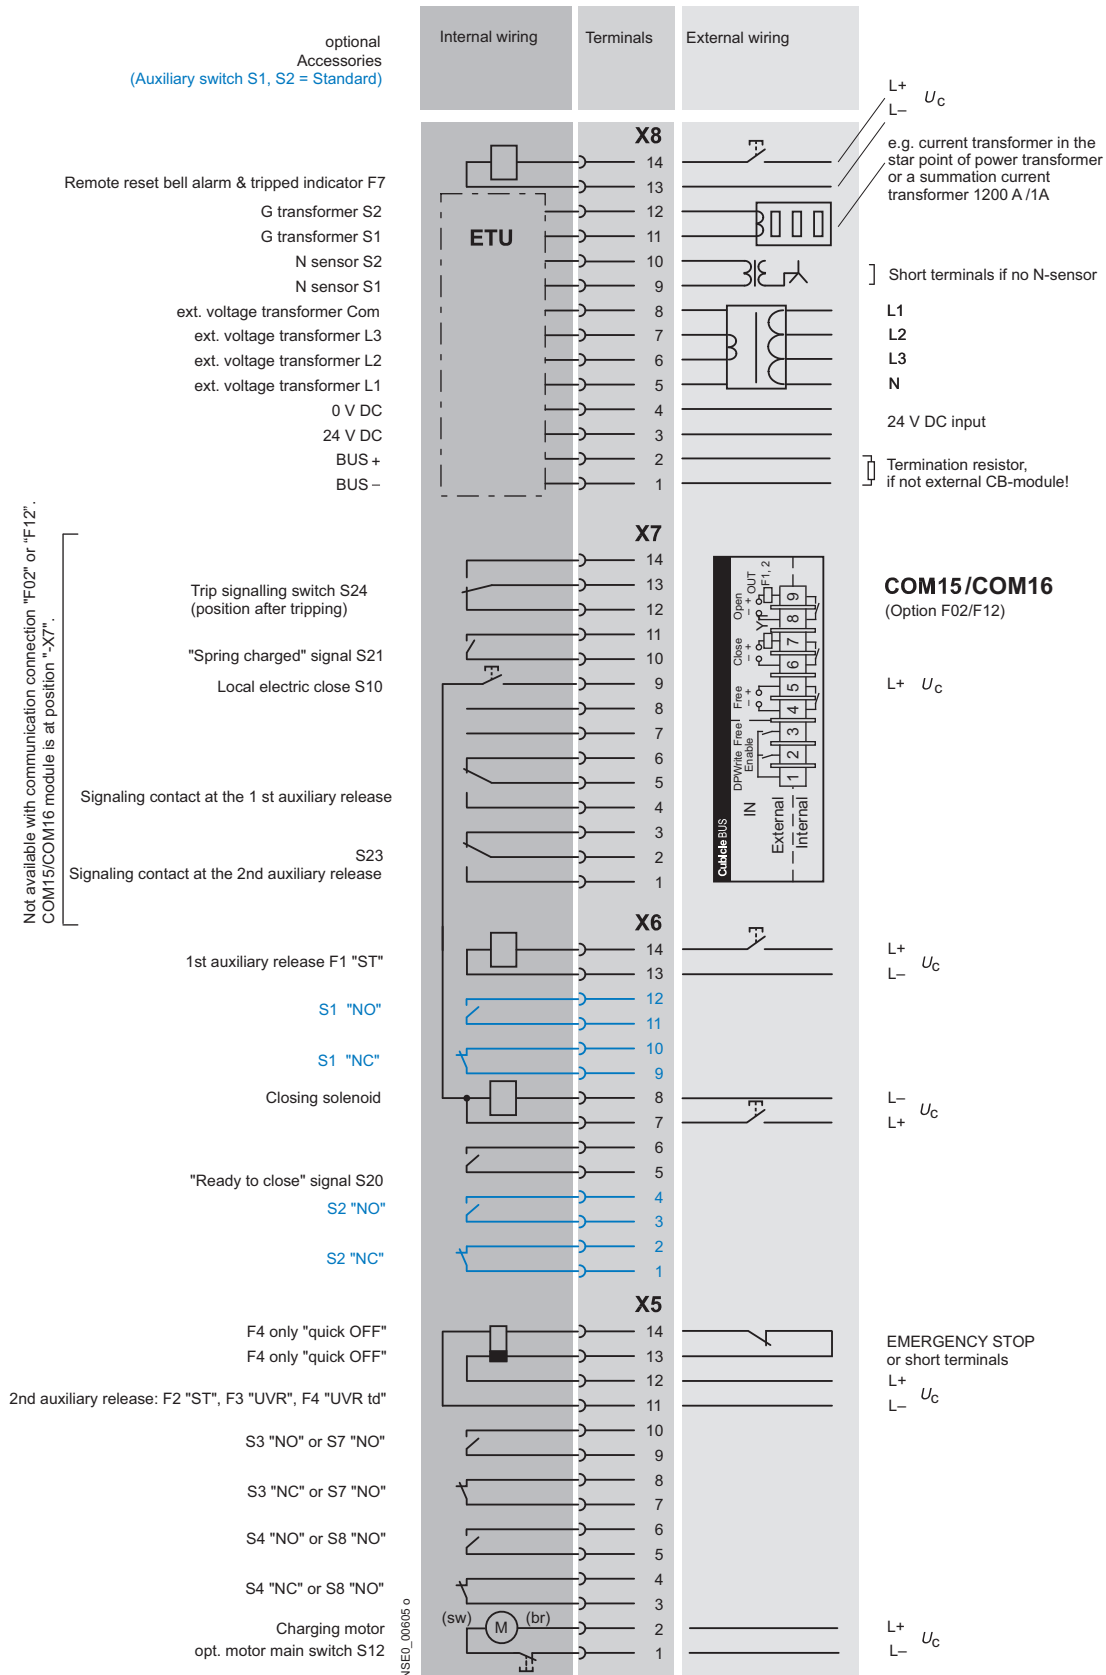 optional
Accessories
(Auxiliary switch S1, S2 = Standard)
Internal wiring
Terminals
External wiring
L+
L–
UC
X8
e.g. current transformer in the
star point of power transformer
or a summation current
transformer 1200 A /1A
14
Remote reset bell alarm & tripped indicator F7
13
G transformer S2
12
G transformer S1
ETU
11
N sensor S2
10
N sensor S1
9
Short terminals if no N-sensor
ext. voltage transformer Com
8
L1
ext. voltage transformer L3
7
L2
ext. voltage transformer L2
6
L3
ext. voltage transformer L1
5
N
0 V DC
4
24 V DC input
24 V DC
3
BUS +
2
BUS –
1
Termination resistor,
if not external CB-module!
Not available with communication connection "F02" or "F12".
COM15/COM16 module is at position "-X7".
X7
14
Trip signalling switch S24
(position after tripping)
13
12
11
"Spring charged" signal S21
10
Local electric close S10
9
L+ UC
8
7
6
5
Signaling contact at the 1 st auxiliary release
4
3
S23
2
Signaling contact at the 2nd auxiliary release
1
COM15/COM16
(Option F02/F12)
CubicleBUS
IN
DPWrite Free
Enable
Free
– +
Close
– +
Open
– +
Y1
OUT
F1, 2
External
Internal
1 2 3 4 5 6 7 8 9
X6
14
L+
1st auxiliary release F1 "ST"
13
L–
UC
12
S1 "NO"
11
10
S1 "NC"
9
Closing solenoid
8
L–
7
L+
UC
6
5
"Ready to close" signal S20
4
S2 "NO"
3
2
S2 "NC"
1
X5
F4 only "quick OFF"
14
EMERGENCY STOP
or short terminals
F4 only "quick OFF"
13
12
L+
2nd auxiliary release: F2 "ST", F3 "UVR", F4 "UVR td"
11
L–
UC
10
S3 "NO" or S7 "NO"
9
8
S3 "NC" or S7 "NO"
7
6
S4 "NO" or S8 "NO"
5
4
S4 "NC" or S8 "NO"
3
Charging motor
(sw)
M
(br)
2
L+
opt. motor main switch S12
1
L–
UC
NSE0_00605 o